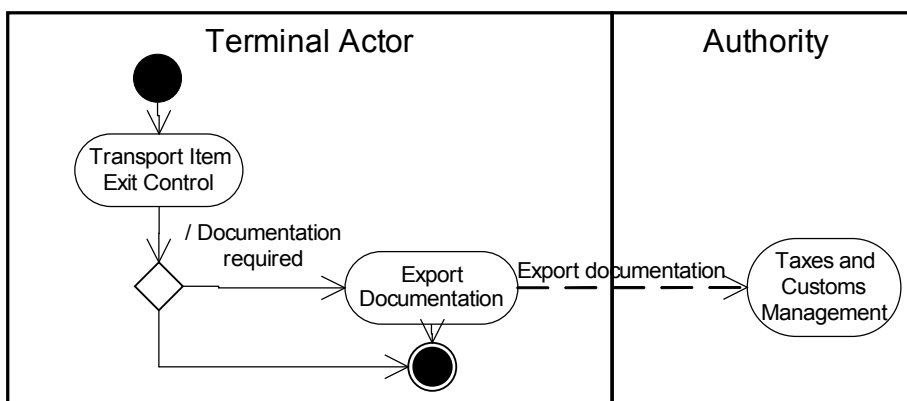 Terminal Actor
Authority
Transport Item
Exit Control
/ Documentation
required
Export
Documentation
Export documentation
Taxes and
Customs
Management